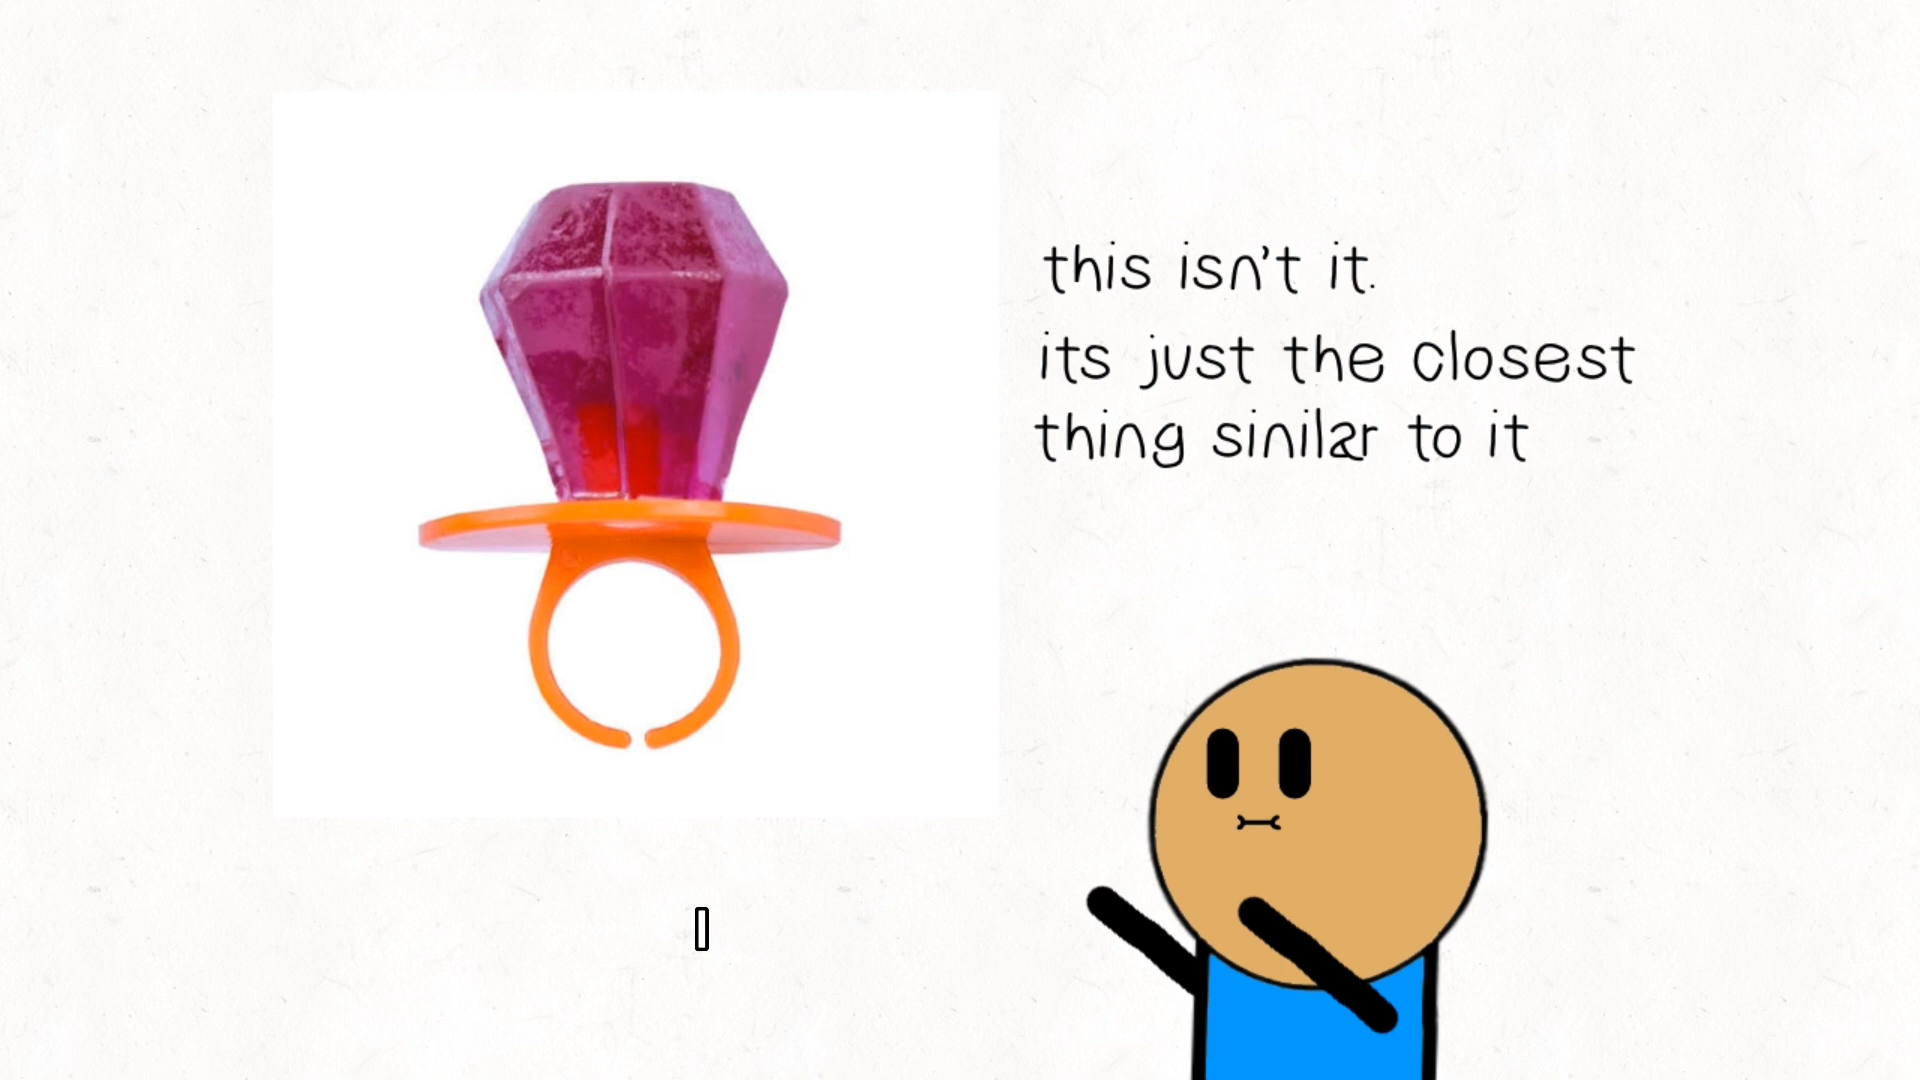 this isn't it.
its just the closest
thing sinilar to it
I